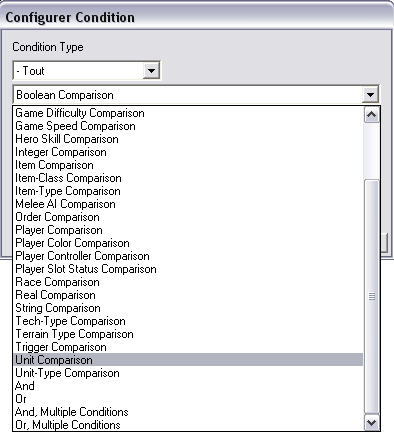 Configurer Condition
Condition Type
- Tout
Boolean Comparison
Game Difficulty Comparison
Game Speed Comparison
Hero Skill Comparison
Integer Comparison
Item Comparison
Item-Class Comparison
Item-Type Comparison
Melee AI Comparison
Order Comparison
Player Comparison
Player Color Comparison
Player Controller Comparison
Player Slot Status Comparison
Race Comparison
Real Comparison
String Comparison
Tech-Type Comparison
Terrain Type Comparison
Trigger Comparison
Unit Comparison
Unit-Type Comparison
And
Or
And, Multiple Conditions
Or, Multiple Conditions